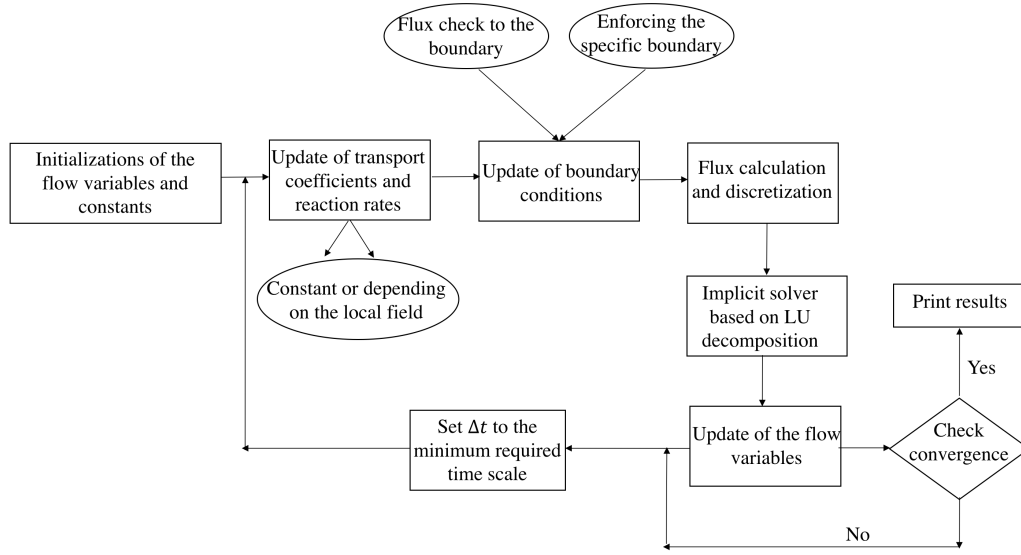 Flux check to the
boundary
Enforcing the
specific boundary
Initializations of the
flow variables and
constants
Update of transport
coefficients and
reaction rates
Update of boundary
conditions
Flux calculation
and discretization
Constant or depending
on the local field
Implicit solver
based on LU
decomposition
Print results
Yes
Set Δt to the
minimum required
time scale
Update of the flow
variables
Check
convergence
No